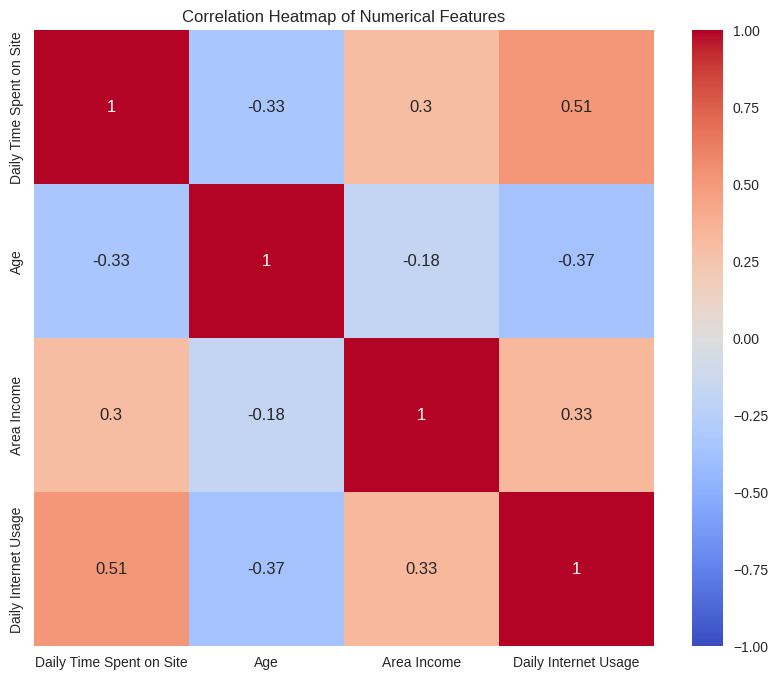 Correlation Heatmap of Numerical Features
Daily Time Spent on Site
1
-0.33
0.3
0.51
Age
-0.33
1
-0.18
-0.37
Area Income
0.3
-0.18
1
0.33
Daily Internet Usage
0.51
-0.37
0.33
1
Daily Time Spent on Site
Age
Area Income
Daily Internet Usage
1.00
0.75
0.50
0.25
0.00
−0.25
−0.50
−0.75
−1.00